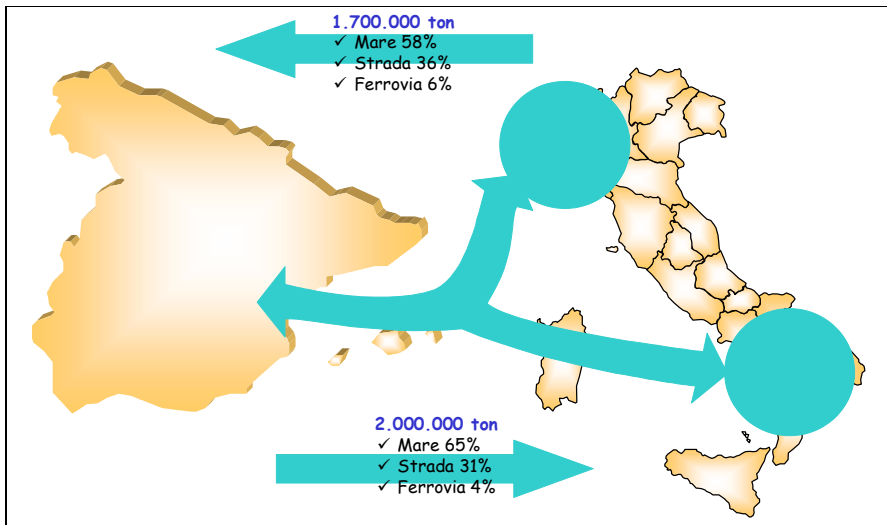 1.700.000 ton
✓ Mare 58%
✓ Strada 36%
✓ Ferrovia 6%
2.000.000 ton
✓ Mare 65%
✓ Strada 31%
✓ Ferrovia 4%